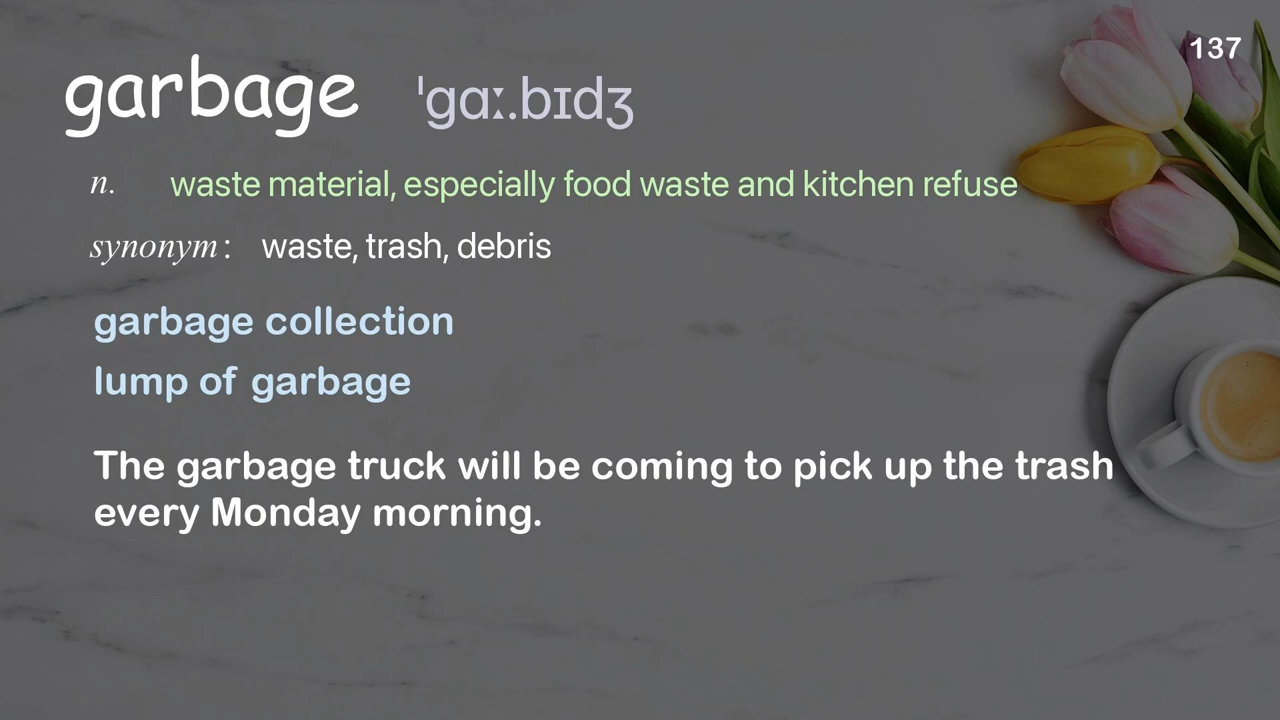 137
garbage ˈɡɑː.bɪdʒ
n. waste material, especially food waste and kitchen refuse
synonym: waste, trash, debris
garbage collection
lump of garbage
The garbage truck will be coming to pick up the trash
every Monday morning.